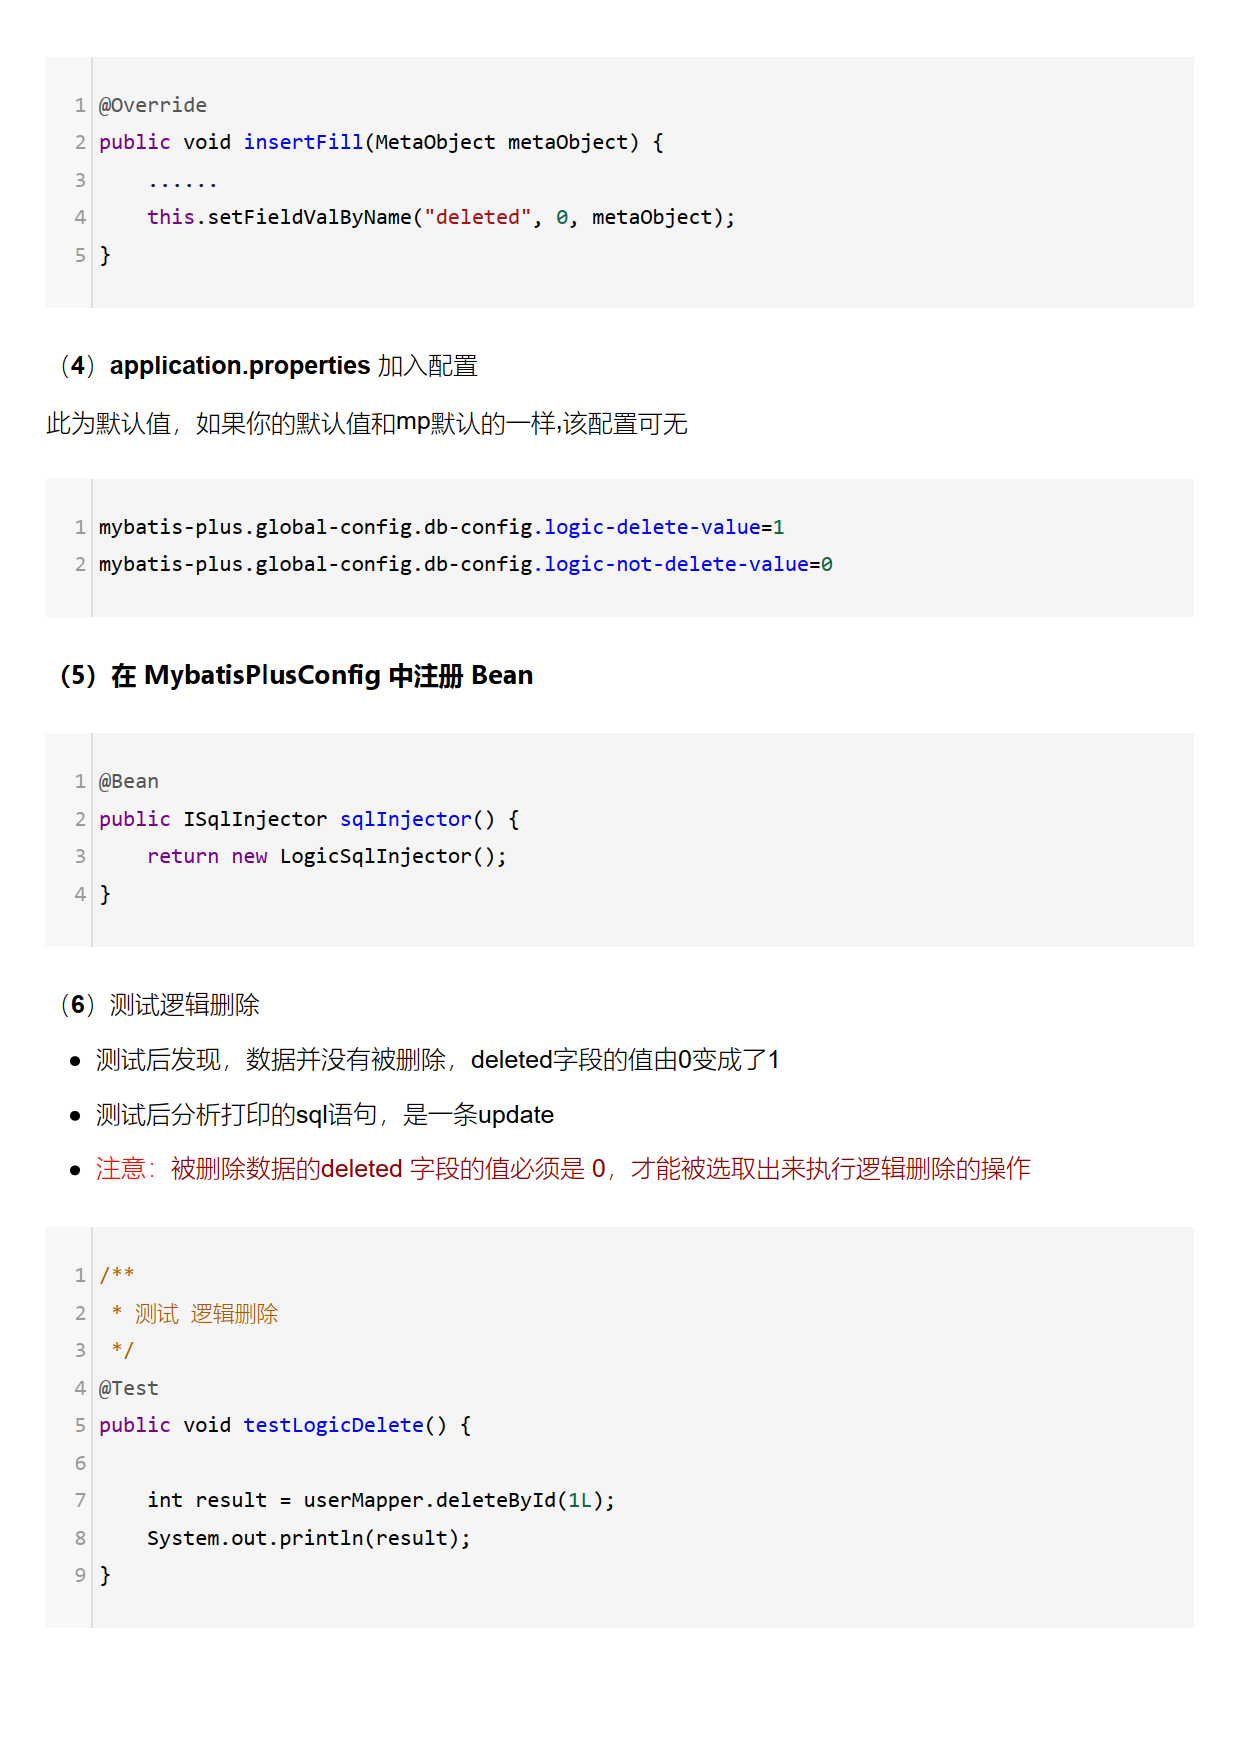 1 @Override
2 public void insertFill(MetaObject metaObject) {
3     ......
4     this.setFieldValByName("deleted", 0, metaObject);
5 }
（4）application.properties 加入配置
此为默认值，如果你的默认值和mp默认的一样,该配置可无
1 mybatis-plus.global-config.db-config.logic-delete-value=1
2 mybatis-plus.global-config.db-config.logic-not-delete-value=0
（5）在 MybatisPlusConfig 中注册 Bean
1 @Bean
2 public ISqlInjector sqlInjector() {
3     return new LogicSqlInjector();
4 }
（6）测试逻辑删除
● 测试后发现，数据并没有被删除，deleted字段的值由0变成了1
● 测试后分析打印的sql语句，是一条update
● 注意：被删除数据的deleted 字段的值必须是 0，才能被选取出来执行逻辑删除的操作
1 /**
2  * 测试 逻辑删除
3  */
4 @Test
5 public void testLogicDelete() {
6
7     int result = userMapper.deleteById(1L);
8     System.out.println(result);
9 }